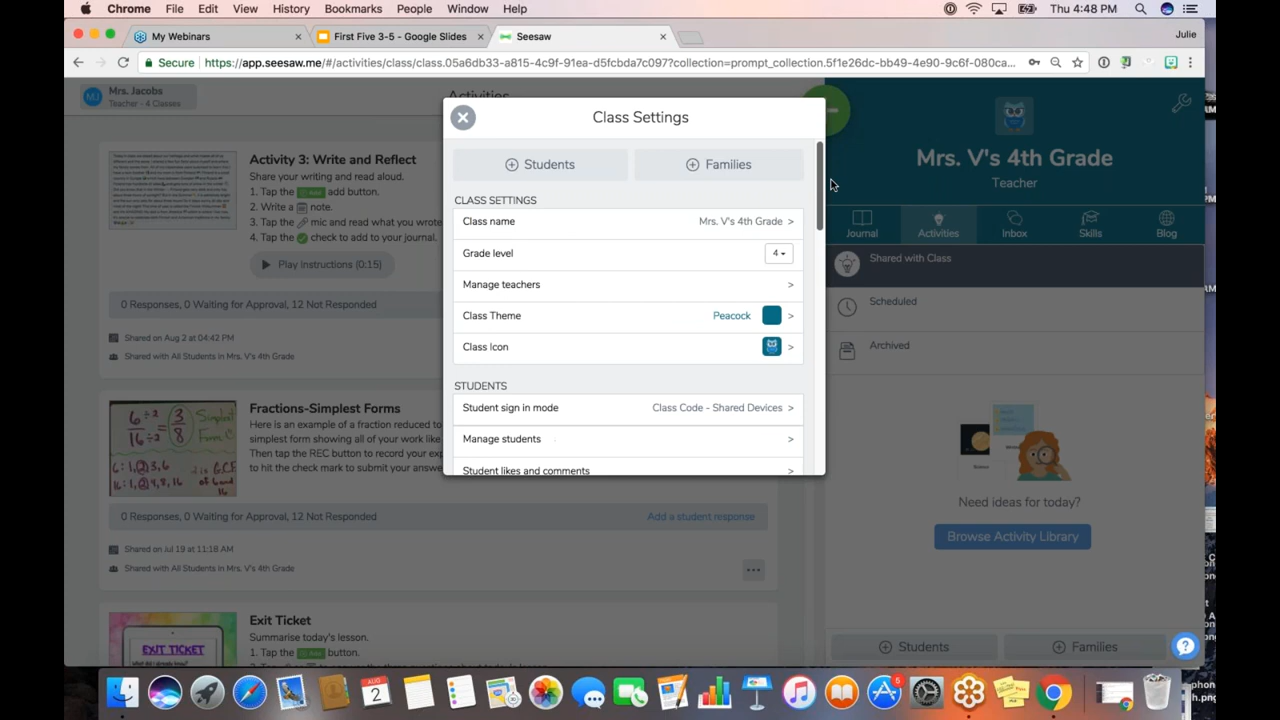 Chrome File Edit View History Bookmarks People Window Help Thu 4:48 PM
My Webinars First Five 3-5 - Google Slides Seesaw Julie
Secure https://app.seesaw.me/#/activities/class/class.05a6db33-a815-4c9f-91ea-d5fcbda7c097?collection=prompt_collection.5f1e26dc-bb49-4e90-9c6f-080ca...
MJ Mrs. Jacobs
Teacher - 4 Classes
Activities
Class Settings
Students Families
CLASS SETTINGS
Class name Mrs. V's 4th Grade >
Grade level 4
Manage teachers >
Class Theme Peacock >
Class Icon >
STUDENTS
Student sign in mode Class Code - Shared Devices >
Manage students >
Student likes and comments >
Activity 3: Write and Reflect
Share your writing and read aloud.
1. Tap the Add add button.
2. Write a note.
3. Tap the mic and read what you wrote
4. Tap the check to add to your journal.
Play instructions (0:15)
0 Responses, 0 Waiting for Approval, 12 Not Responded
Shared on Aug 2 at 04:42 PM
Shared with All Students in Mrs. V's 4th Grade
Fractions-Simplest Forms
Here is an example of a fraction reduced to
simplest form showing all of your work like
Then tap the REC button to record your
to hit the check mark to submit your
0 Responses, 0 Waiting for Approval, 12 Not Responded Add a student response
Shared on Jul 19 at 11:18 AM
Shared with All Students in Mrs. V's 4th Grade
EXIT TICKET
Exit Ticket
Summarise today's lesson.
1. Tap the Add button.
Mrs. V's 4th Grade
Teacher
Journal Activities Inbox Skills Blog
Shared with Class
Scheduled
Archived
Need ideas for today?
Browse Activity Library
Students Families
AUG
2
5